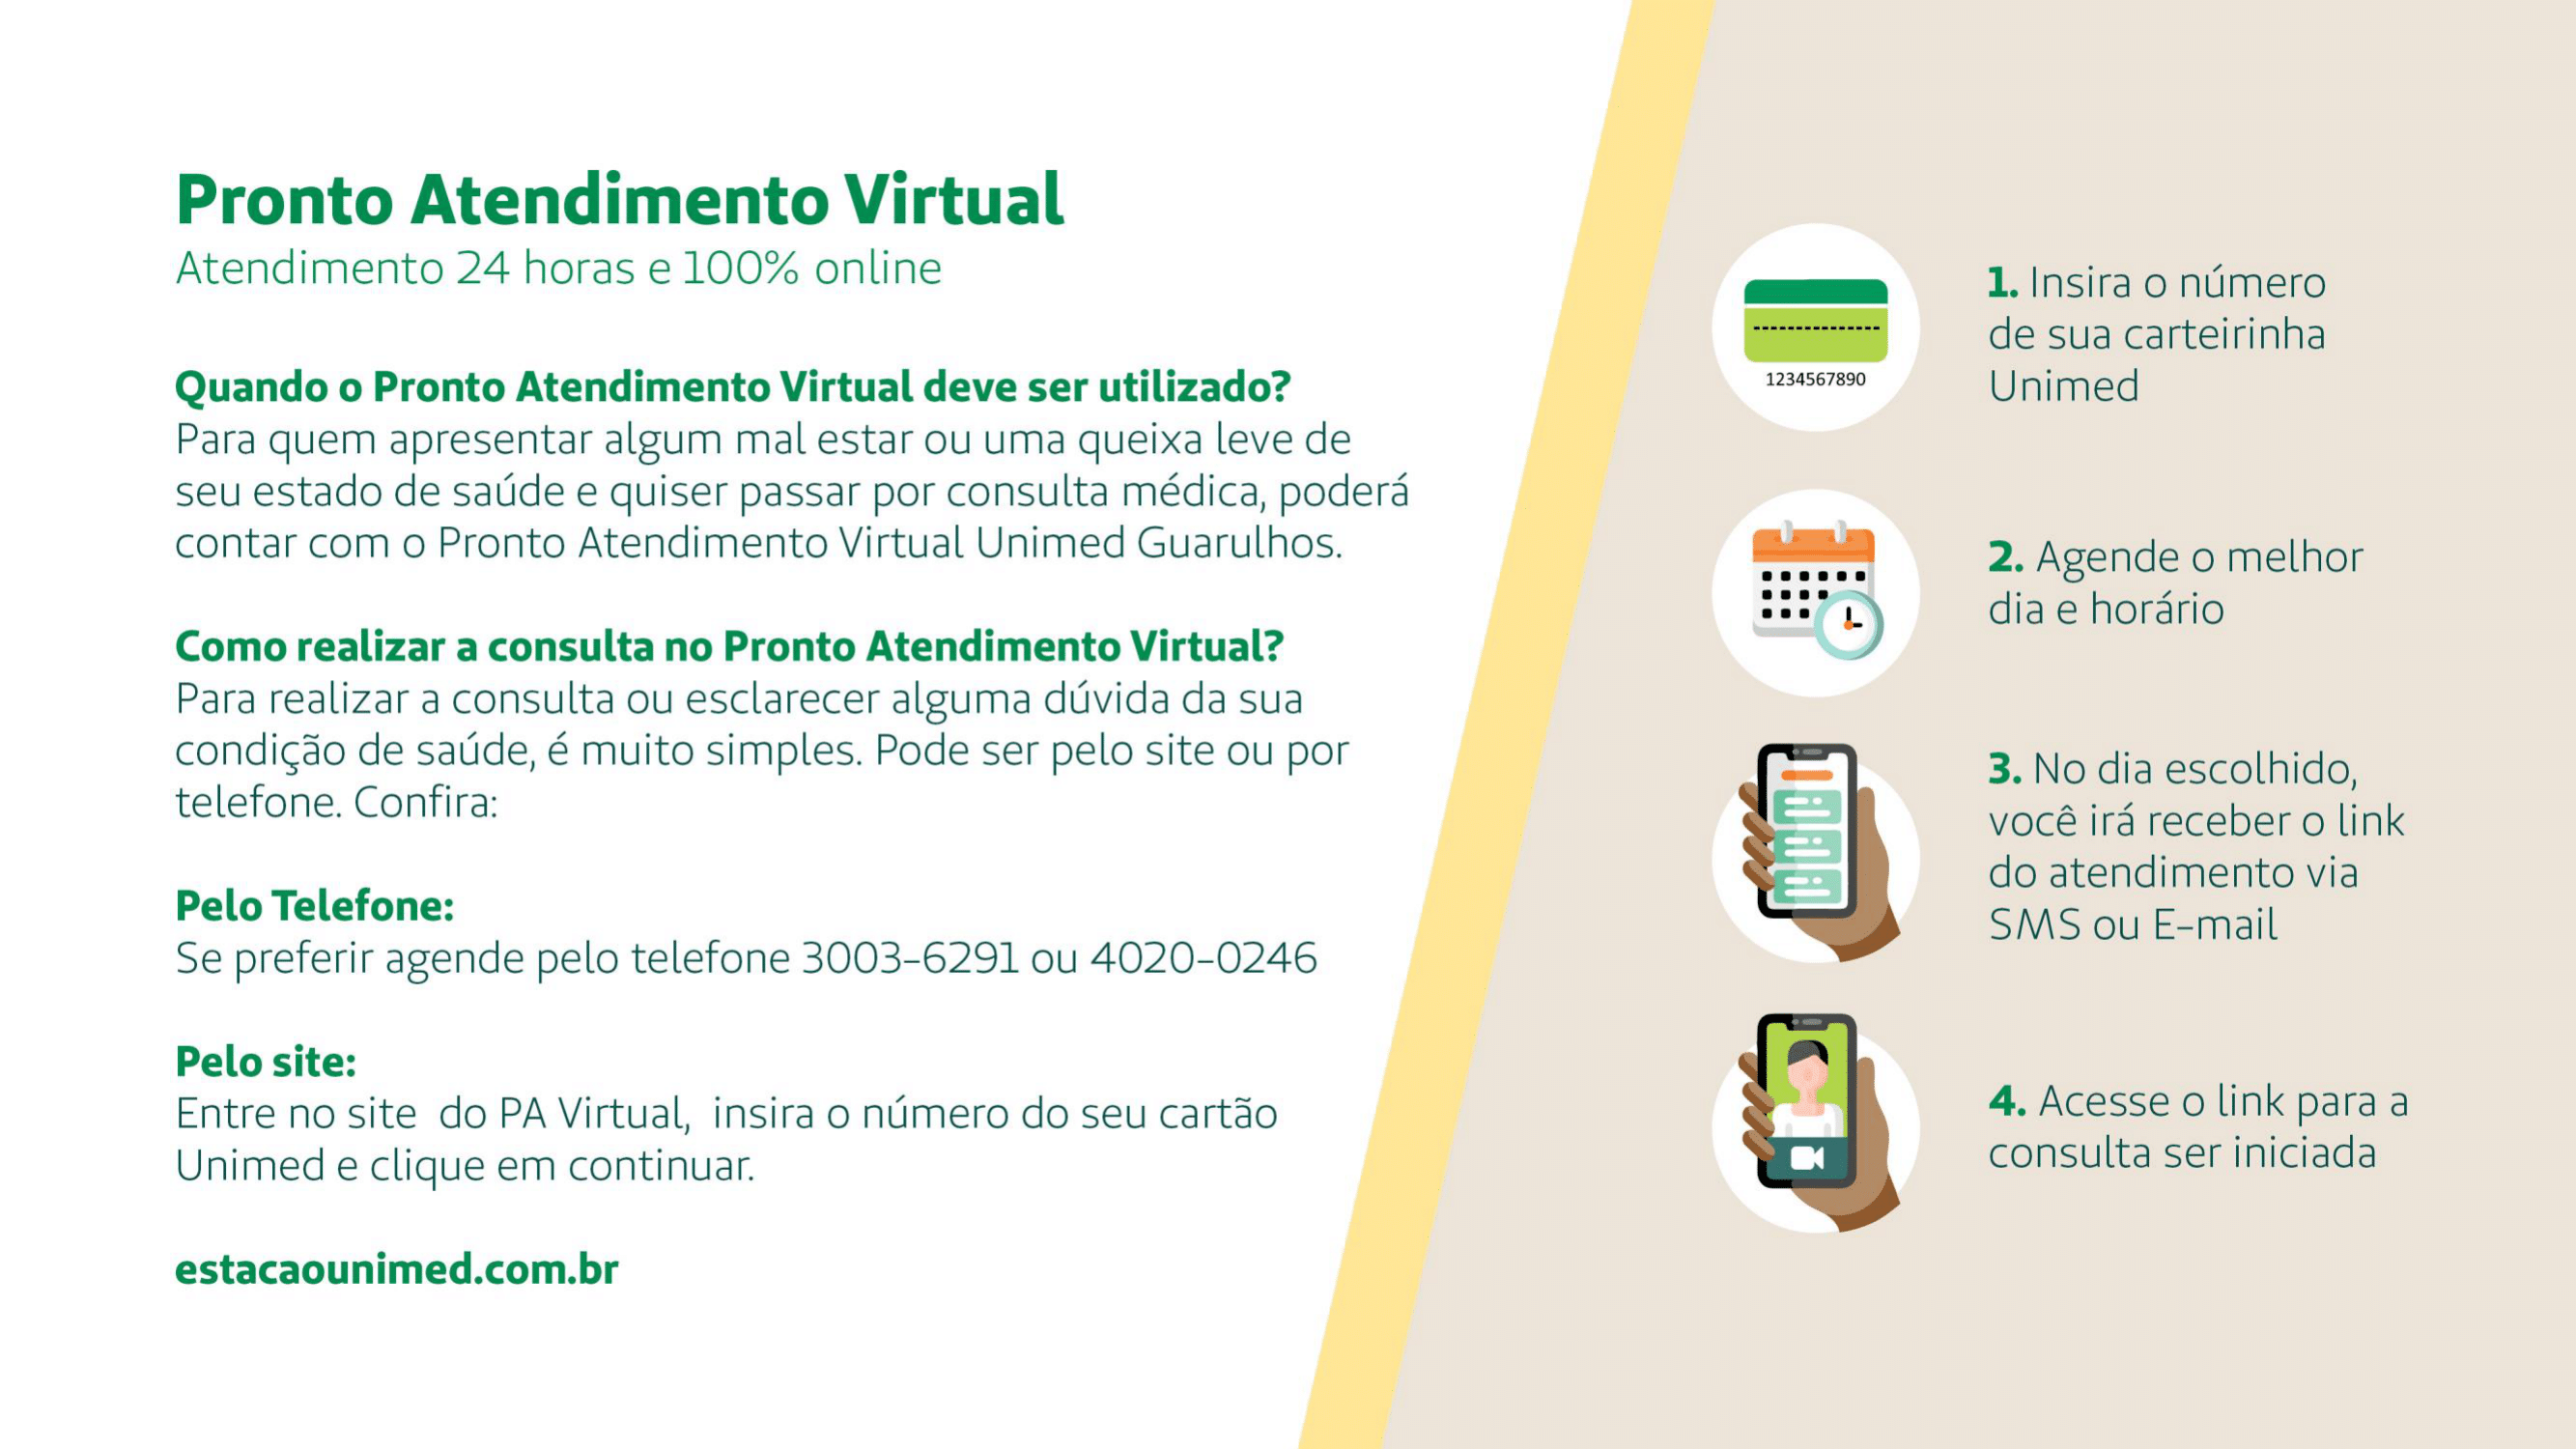 Pronto Atendimento Virtual
Atendimento 24 horas e 100% online
Quando o Pronto Atendimento Virtual deve ser utilizado?
Para quem apresentar algum mal estar ou uma queixa leve de
seu estado de saúde e quiser passar por consulta médica, poderá
contar com o Pronto Atendimento Virtual Unimed Guarulhos.
Como realizar a consulta no Pronto Atendimento Virtual?
Para realizar a consulta ou esclarecer alguma dúvida da sua
condição de saúde, é muito simples. Pode ser pelo site ou por
telefone. Confira:
Pelo Telefone:
Se preferir agende pelo telefone 3003-6291 ou 4020-0246
Pelo site:
Entre no site do PA Virtual, insira o número do seu cartão
Unimed e clique em continuar.
estacaounimed.com.br
1234567890
1. Insira o número
de sua carteirinha
Unimed
2. Agende o melhor
dia e horário
3. No dia escolhido,
você irá receber o link
do atendimento via
SMS ou E-mail
4. Acesse o link para a
consulta ser iniciada